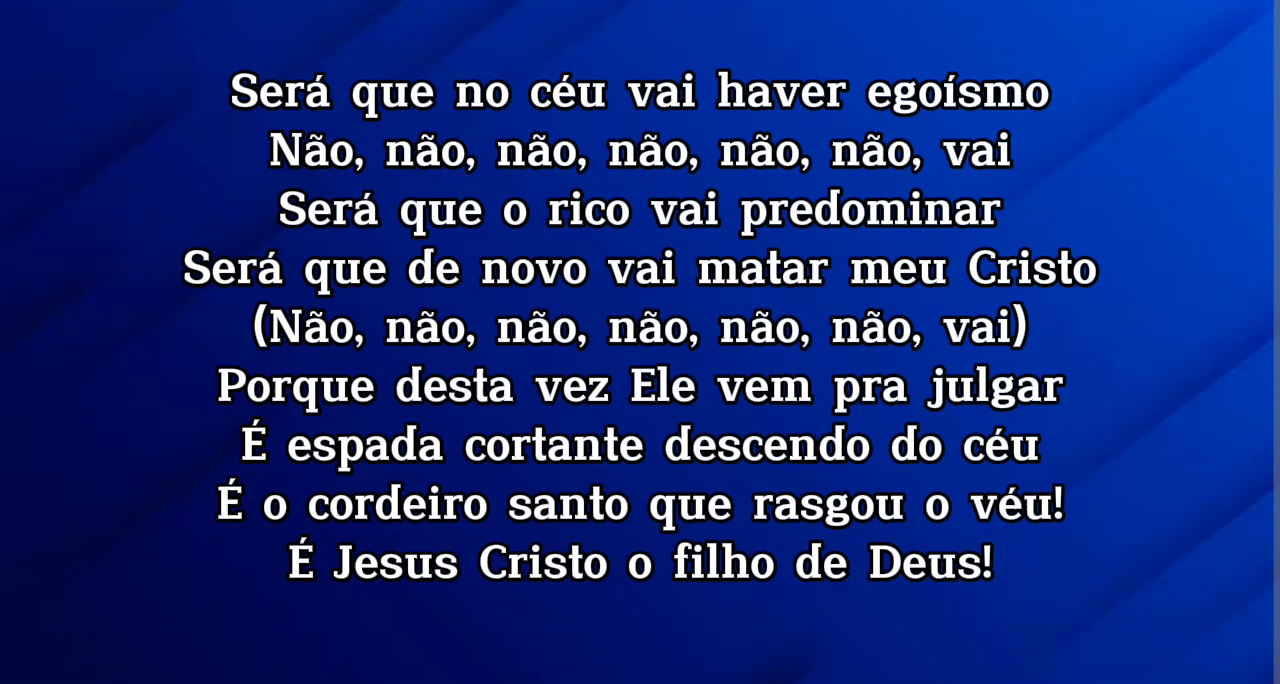 Será que no céu vai haver egoísmo
Não, não, não, não, não, não, vai
Será que o rico vai predominar
Será que de novo vai matar meu Cristo
(Não, não, não, não, não, não, vai)
Porque desta vez Ele vem pra julgar
É espada cortante descendo do céu
É o cordeiro santo que rasgou o véu!
É Jesus Cristo o filho de Deus!